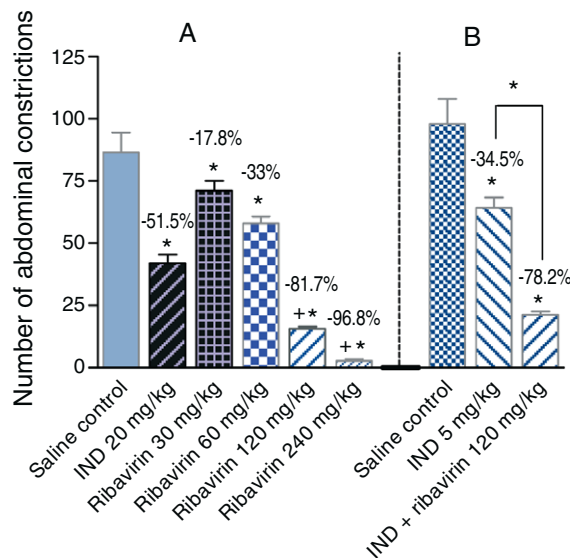 A
B
Number of abdominal constrictions
125
100
75
50
25
0
-51.5%
*
-17.8%
*
-33%
*
-81.7%
+ *
-96.8%
+ *
*
-34.5%
*
-78.2%
*
Saline control
IND 20 mg/kg
Ribavirin 30 mg/kg
Ribavirin 60 mg/kg
Ribavirin 120 mg/kg
Ribavirin 240 mg/kg
Saline control
IND 5 mg/kg
IND + ribavirin 120 mg/kg